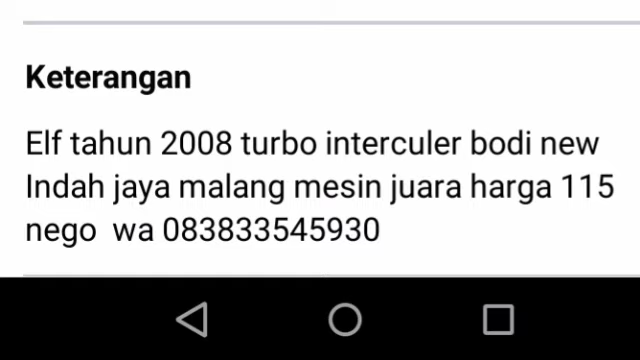 Keterangan
Elf tahun 2008 turbo interculer bodi new
Indah jaya malang mesin juara harga 115
nego  wa 083833545930